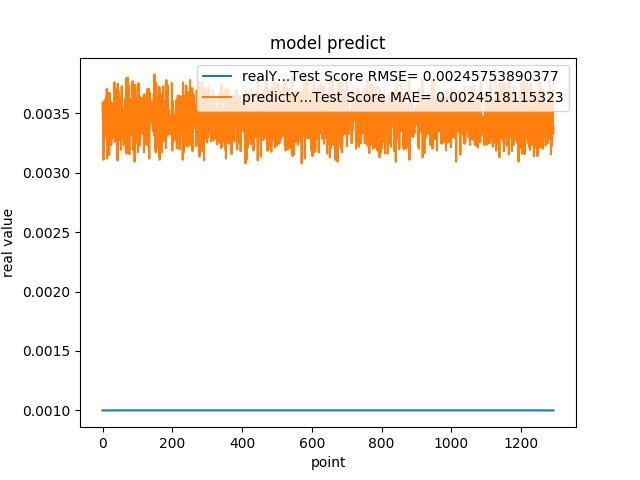 model predict
realY...Test Score RMSE= 0.00245753890377
predictY...Test Score MAE= 0.0024518115323
0.0035
0.0030
0.0025
0.0020
0.0015
0.0010
real value
0 200 400 600 800 1000 1200
point